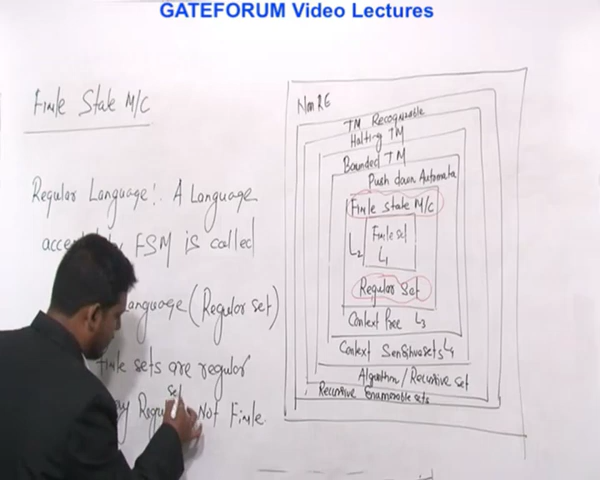 GATEFORUM Video Lectures
Finite State M/C
Regular Language: A Language
by FSM is called
Language (Regular set)
finite sets are regular
set
Not Finite
Non RE
TM Recognizable
Halting TM
Bounded TM
Push down Automata
Finite State M/C
Finite set
L2 L1
Regular Set
Context Free L3
Context Sensitive sets L4
Algorithm / Recursive set
Recursive Enumerable sets